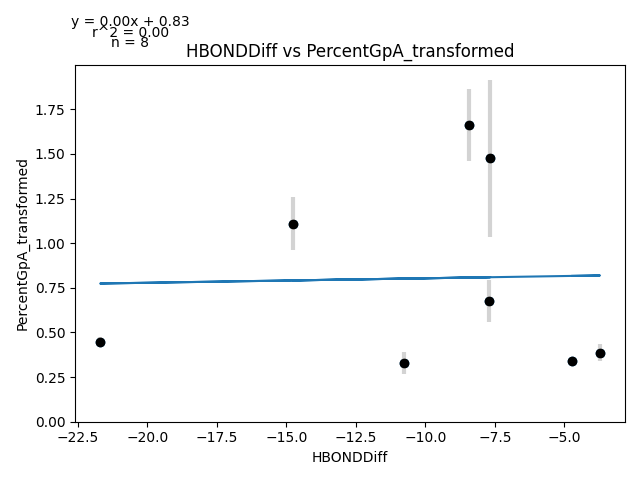 y = 0.00x + 0.83
r^2 = 0.00
n = 8
HBONDDiff vs PercentGpA_transformed
PercentGpA_transformed
1.75
1.50
1.25
1.00
0.75
0.50
0.25
0.00
−22.5 −20.0 −17.5 −15.0 −12.5 −10.0 −7.5 −5.0
HBONDDiff